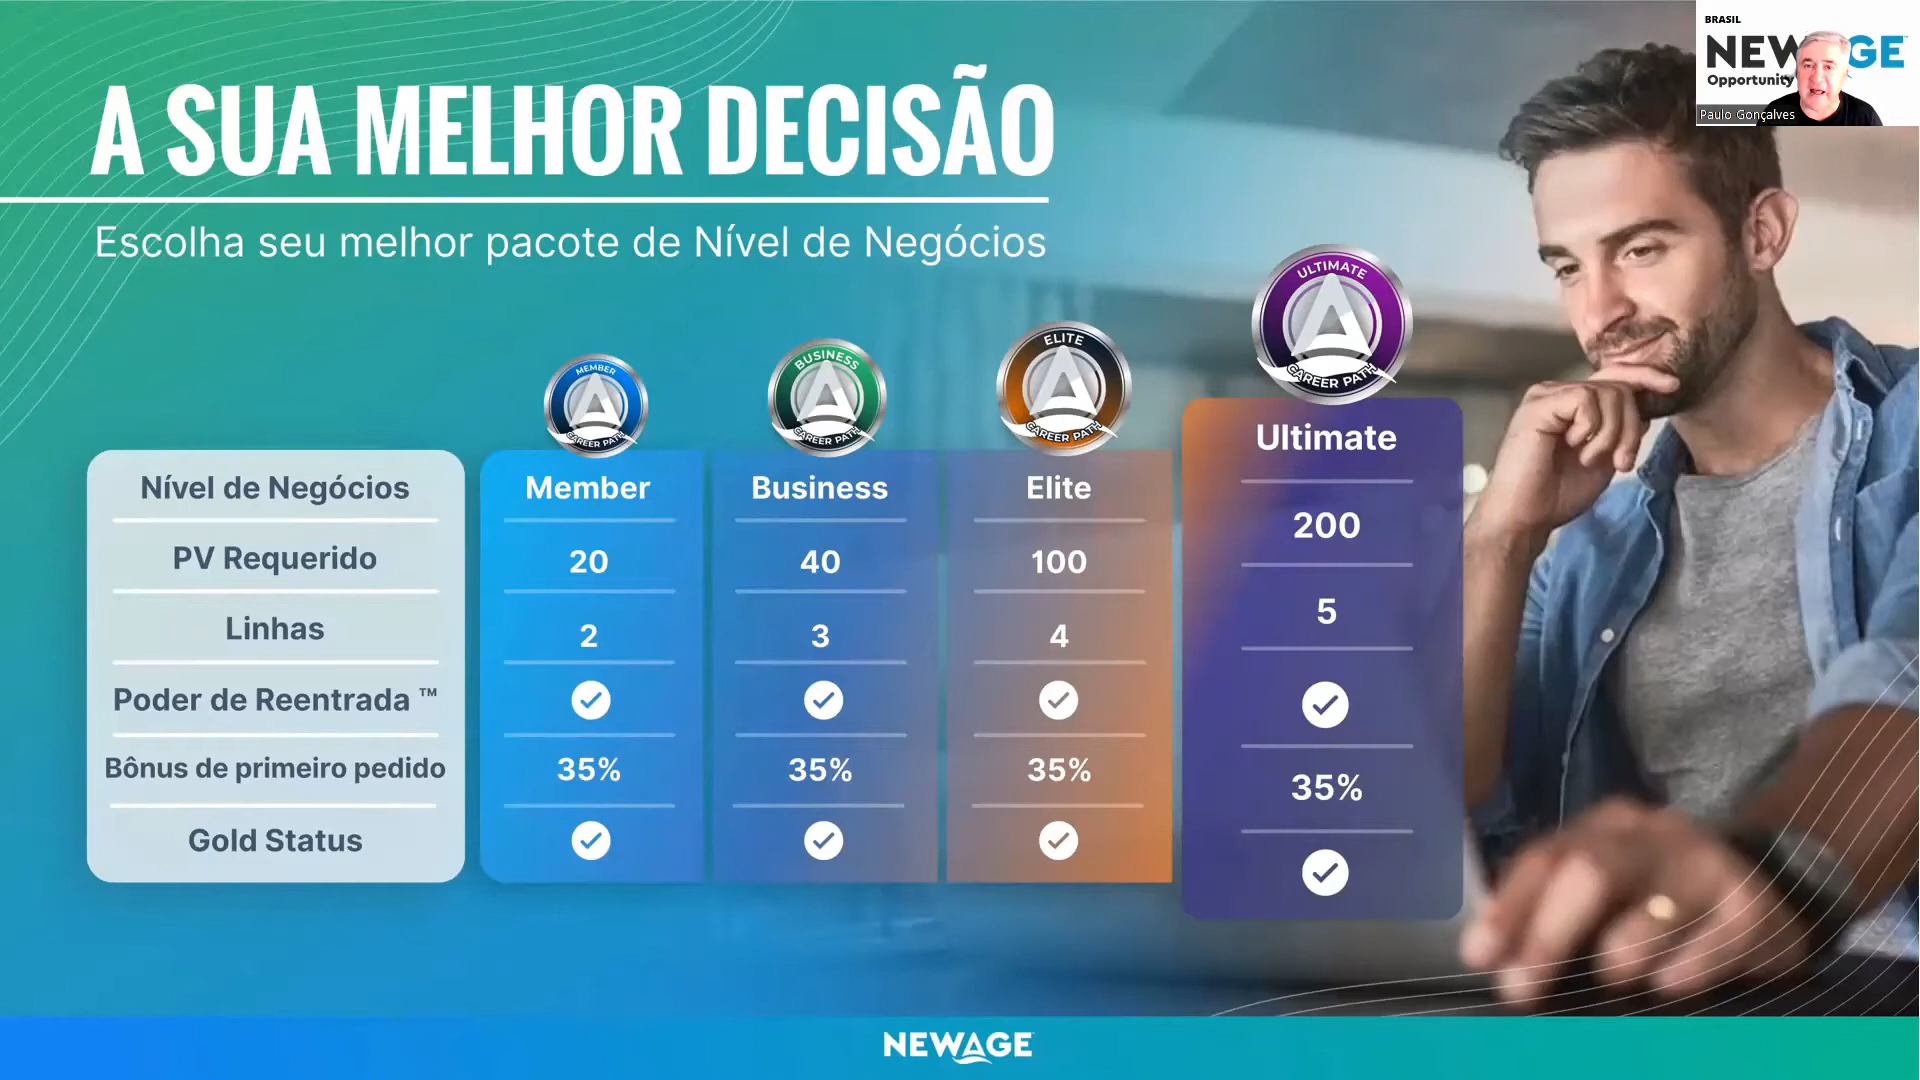 A SUA MELHOR DECISÃO
Escolha seu melhor pacote de Nível de Negócios
BRASIL
NEWAGE
Opportunity
Paulo Gonçalves
MEMBER
CAREER PATH
BUSINESS
CAREER PATH
ELITE
CAREER PATH
ULTIMATE
CAREER PATH
Nível de Negócios Member Business Elite Ultimate
PV Requerido 20 40 100 200
Linhas 2 3 4 5
Poder de Reentrada ™
Bônus de primeiro pedido 35% 35% 35% 35%
Gold Status
NEWAGE